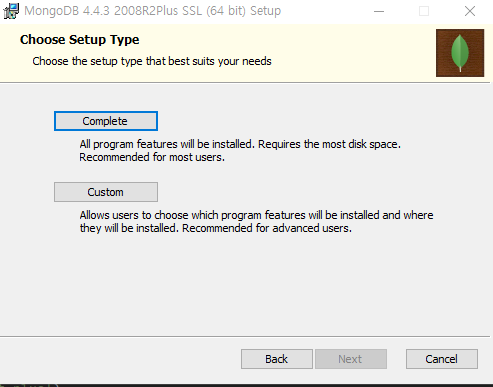 MongoDB 4.4.3 2008R2Plus SSL (64 bit) Setup
Choose Setup Type
Choose the setup type that best suits your needs
Complete
All program features will be installed. Requires the most disk space.
Recommended for most users.
Custom
Allows users to choose which program features will be installed and where
they will be installed. Recommended for advanced users.
Back Next Cancel